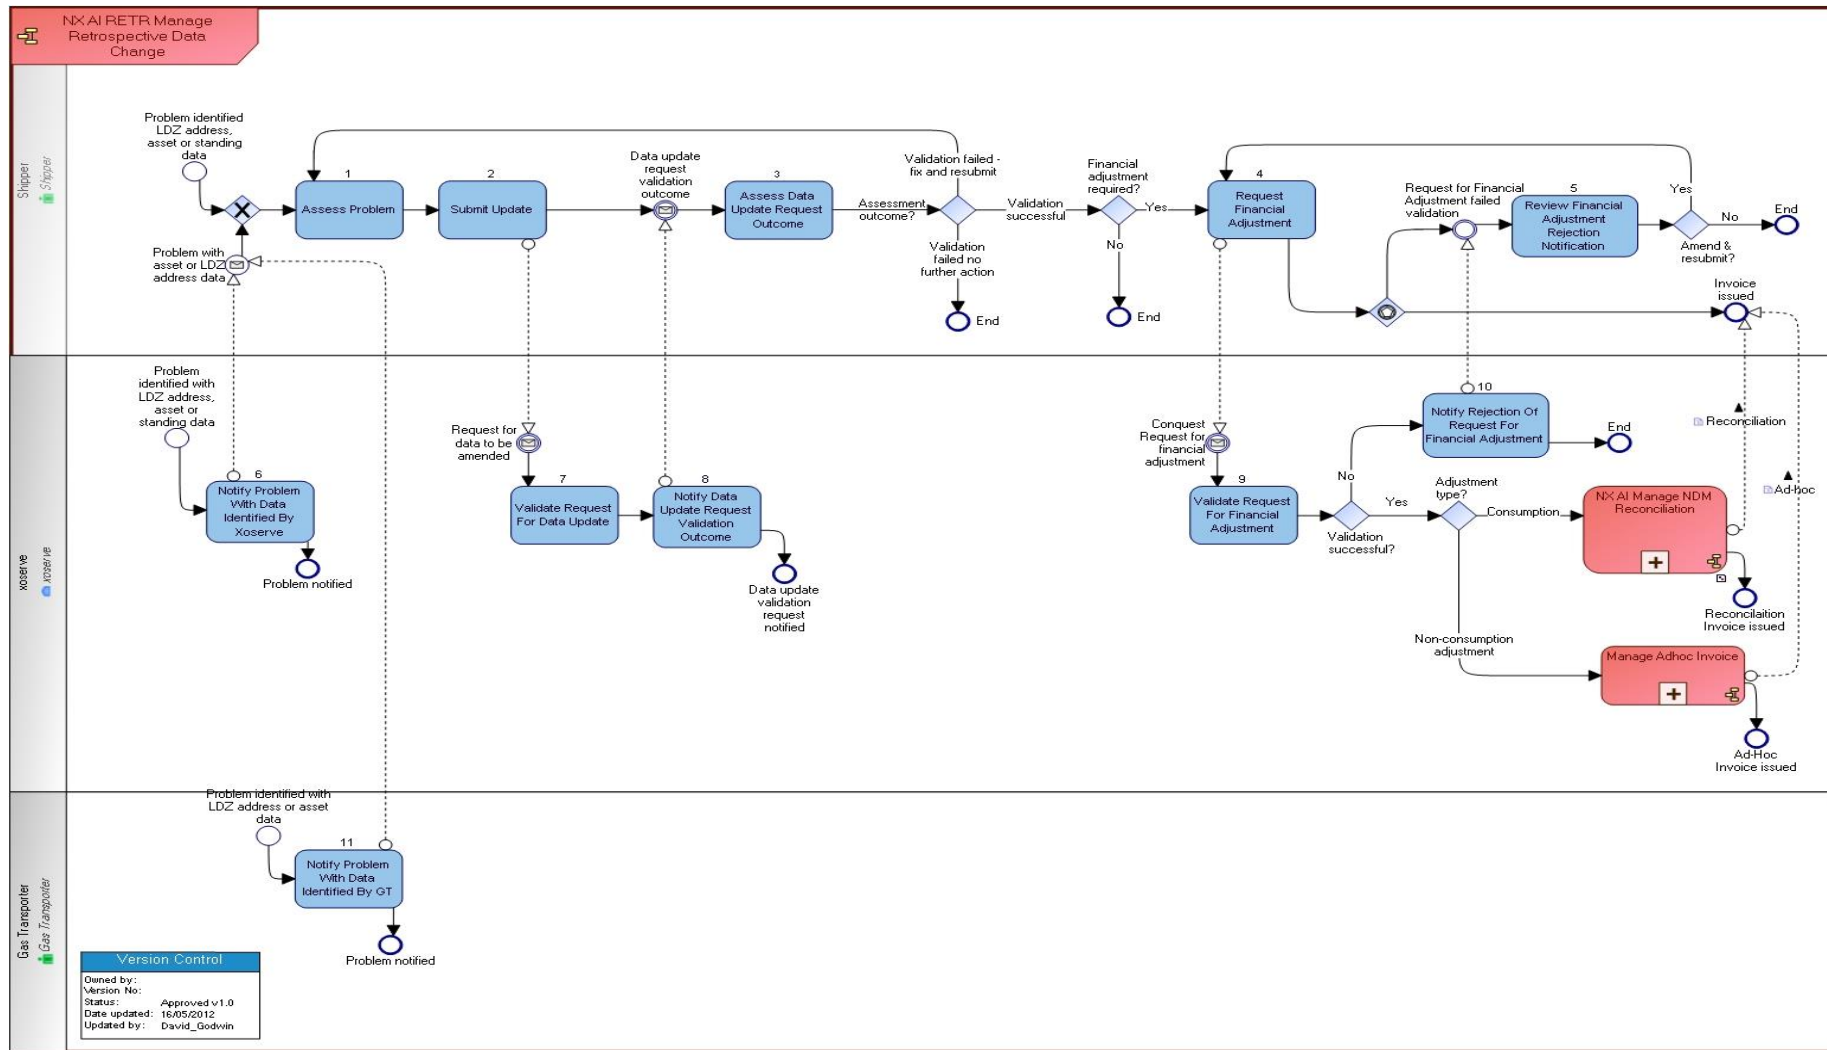 NX AI RETR Manage
Retrospective Data
Change
Shipper
Shipper
Problem identified
LDZ address,
asset or standing
data
Problem with
asset or LDZ
address data
1
Assess Problem
2
Submit Update
Data update
request
validation
outcome
3
Assess Data
Update Request
Outcome
Assessment
outcome?
Validation failed -
fix and resubmit
Validation
successful
Validation
failed no
further action
End
Financial
adjustment
required?
Yes
No
End
4
Request
Financial
Adjustment
Request for Financial
Adjustment failed
validation
5
Review Financial
Adjustment
Rejection
Notification
Yes
No
Amend &
resubmit?
End
Invoice
issued
xoserve
xoserve
Problem
identified with
LDZ address,
asset or
standing data
6
Notify Problem
With Data
Identified By
Xoserve
Problem notified
Request for
data to be
amended
7
Validate Request
For Data Update
8
Notify Data
Update Request
Validation
Outcome
Data update
validation
request
notified
Conquest
Request for
financial
adjustment
9
Validate Request
For Financial
Adjustment
No
Yes
Validation
successful?
10
Notify Rejection Of
Request For
Financial Adjustment
End
Adjustment
type?
Consumption
NX AI Manage NDM
Reconciliation
Reconciliation
Ad-hoc
Reconcilaition
Invoice issued
Non-consumption
adjustment
Manage Adhoc Invoice
Ad-Hoc
Invoice issued
Gas Transporter
Gas Transporter
Problem identified with
LDZ address or asset
data
11
Notify Problem
With Data
Identified By GT
Problem notified
Version Control
Owned by:
Version No:
Status: Approved v1.0
Date updated: 16/05/2012
Updated by: David_Godwin